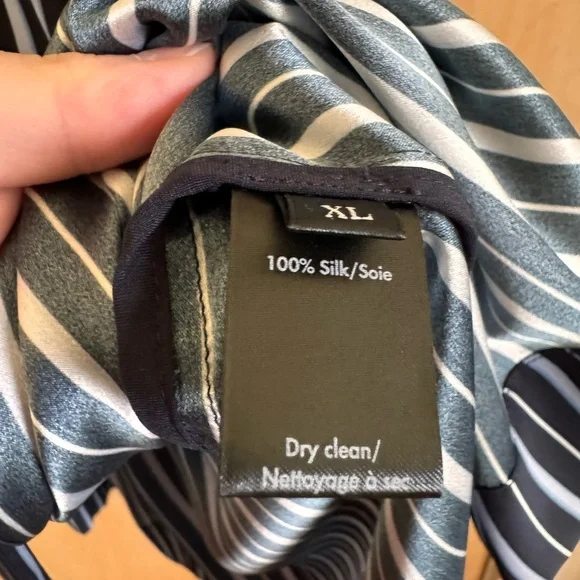 XL
100% Silk/Soie
Dry clean/
Nettoyage à sec